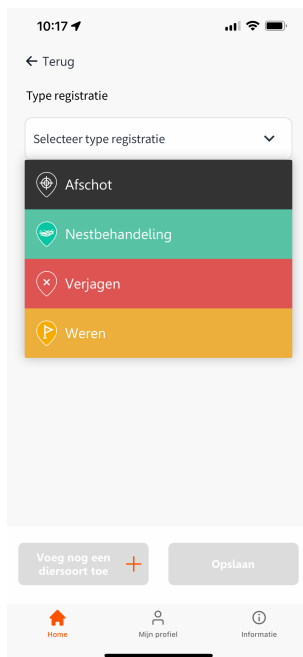 10:17
Terug
Type registratie
Selecteer type registratie
Afschot
Nestbehandeling
Verjagen
Weren
Voeg nog een
diersoort toe
Opslaan
Home
Mijn profiel
Informatie